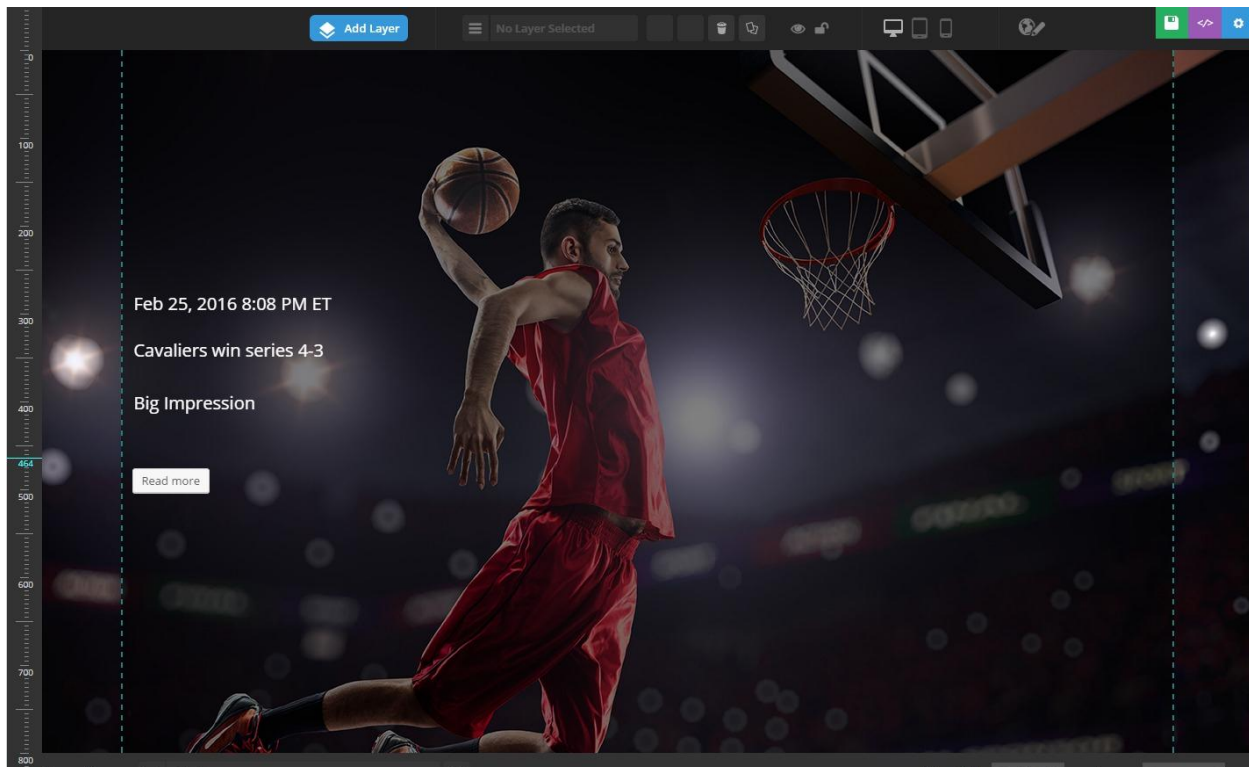 Add Layer
No Layer Selected
</>
0
100
200
300
400
464
500
600
700
800
Feb 25, 2016 8:08 PM ET
Cavaliers win series 4-3
Big Impression
Read more